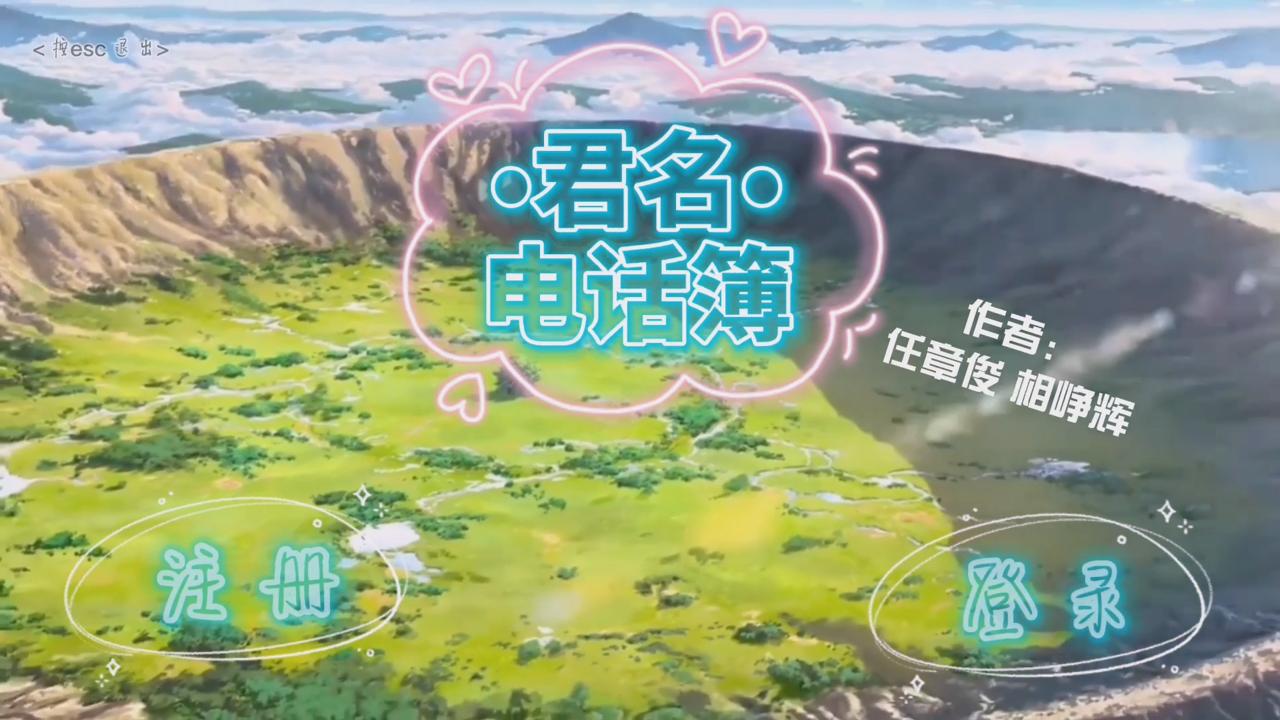 <按esc 退 出>
·君名·
电话簿
作者：
任章俊 相峥辉
注 册
登 录